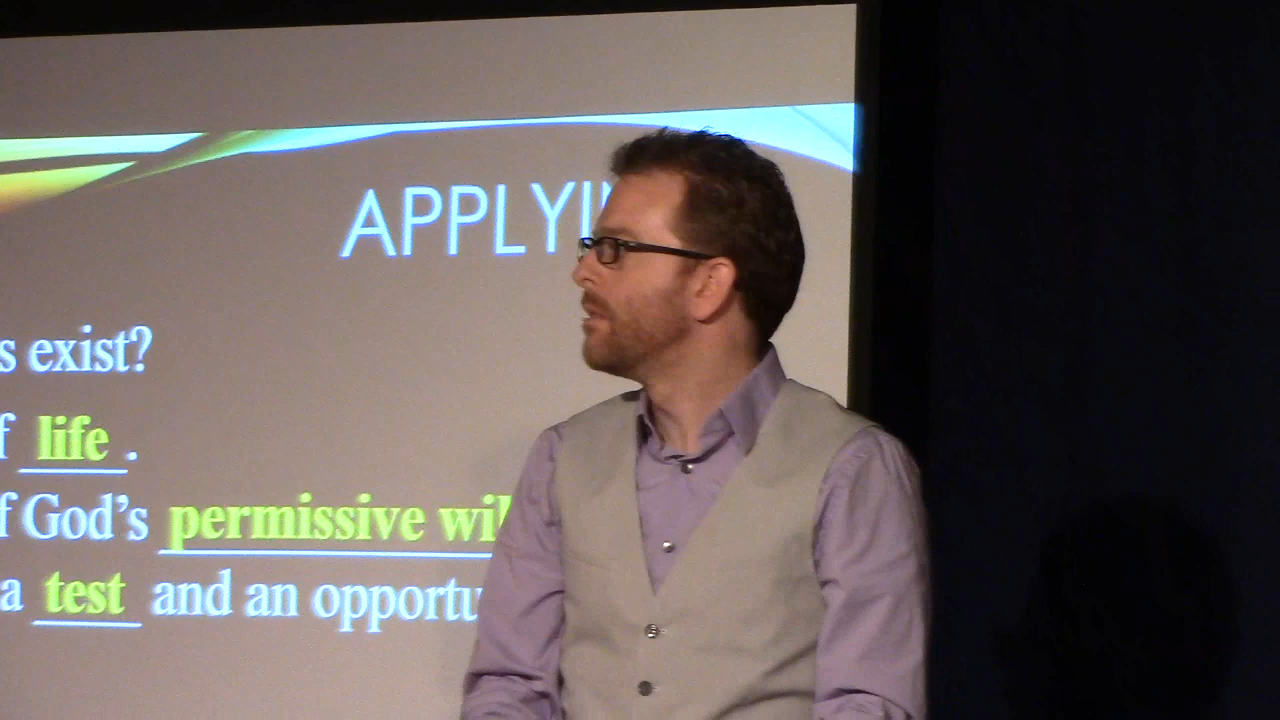 APPLYI
s exist?
f life.
f God's permissive wil
a test and an opportu